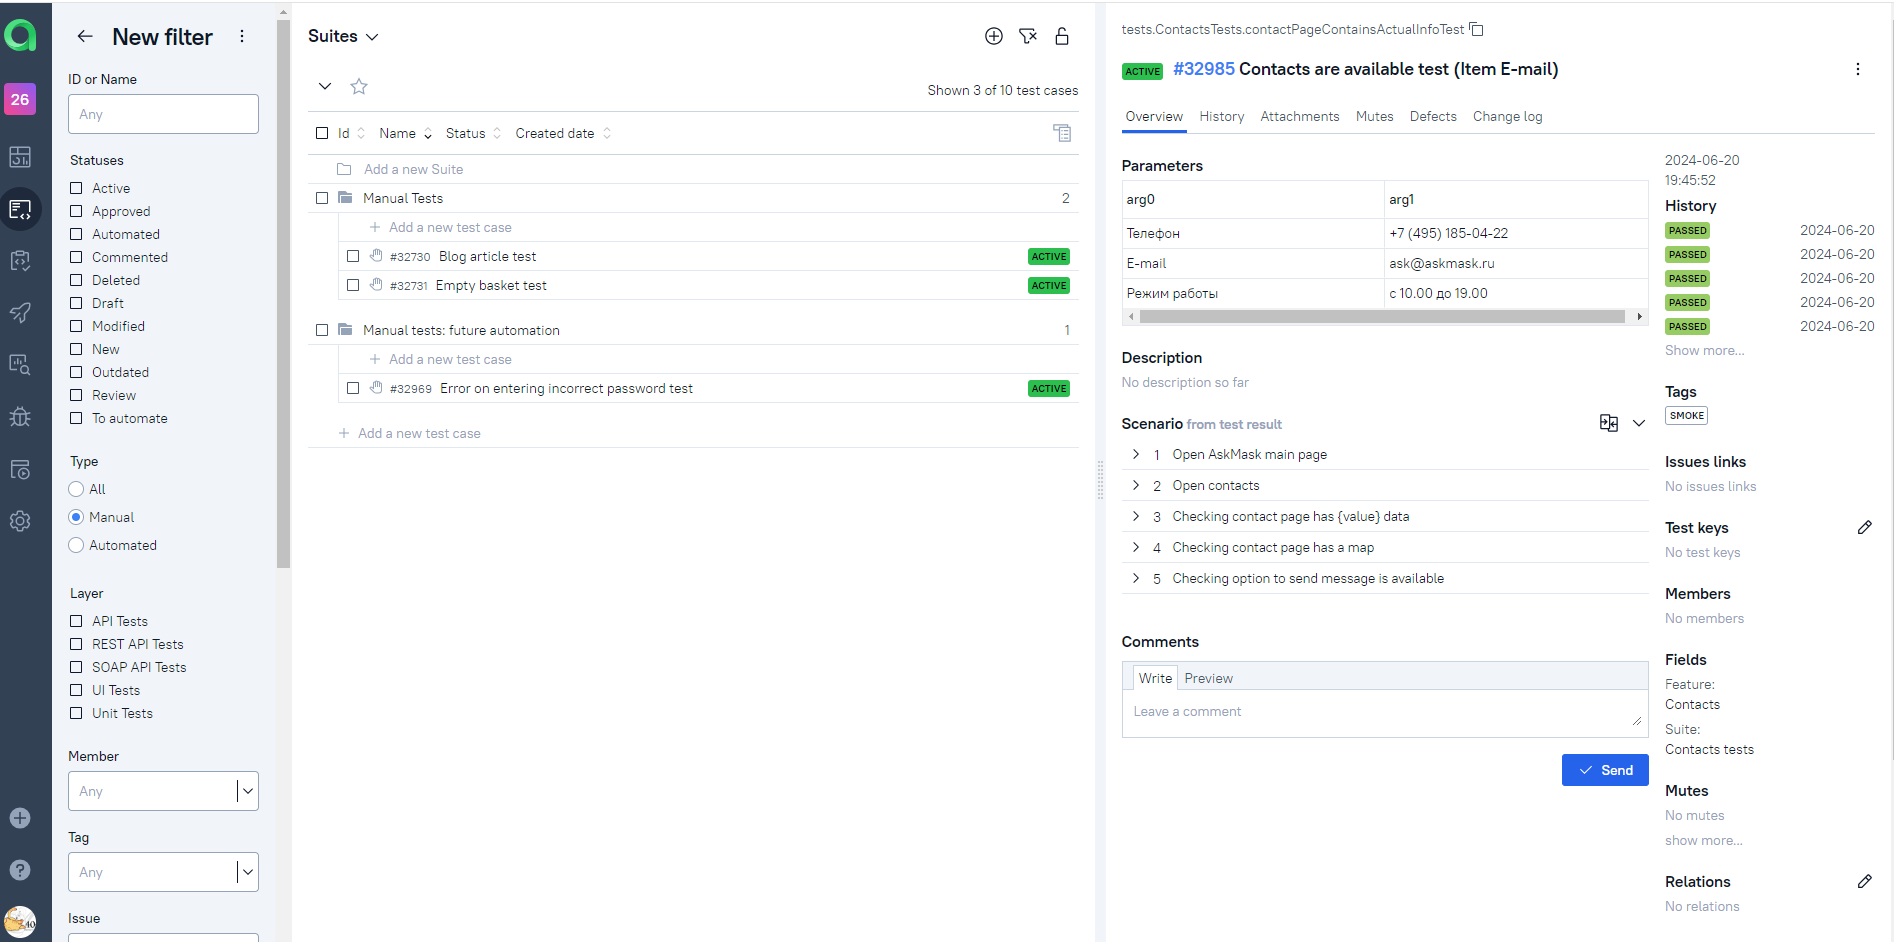 26
New filter
ID or Name
Any
Statuses
Active
Approved
Automated
Commented
Deleted
Draft
Modified
New
Outdated
Review
To automate
Type
All
Manual
Automated
Layer
API Tests
REST API Tests
SOAP API Tests
UI Tests
Unit Tests
Member
Any
Tag
Any
Issue
Suites
Shown 3 of 10 test cases
Id Name Status Created date
Add a new Suite
Manual Tests 2
Add a new test case
#32730 Blog article test ACTIVE
#32731 Empty basket test ACTIVE
Manual tests: future automation 1
Add a new test case
#32969 Error on entering incorrect password test ACTIVE
Add a new test case
tests.ContactsTests.contactPageContainsActualInfoTest
ACTIVE #32985 Contacts are available test (Item E-mail)
Overview History Attachments Mutes Defects Change log
Parameters
arg0 arg1
Телефон +7 (495) 185-04-22
E-mail ask@askmask.ru
Режим работы с 10.00 до 19.00
Description
No description so far
Scenario from test result
1 Open AskMask main page
2 Open contacts
3 Checking contact page has {value} data
4 Checking contact page has a map
5 Checking option to send message is available
Comments
Write Preview
Leave a comment
Send
2024-06-20
19:45:52
History
PASSED 2024-06-20
PASSED 2024-06-20
PASSED 2024-06-20
PASSED 2024-06-20
PASSED 2024-06-20
Show more...
Tags
SMOKE
Issues links
No issues links
Test keys
No test keys
Members
No members
Fields
Feature:
Contacts
Suite:
Contacts tests
Mutes
No mutes
show more...
Relations
No relations